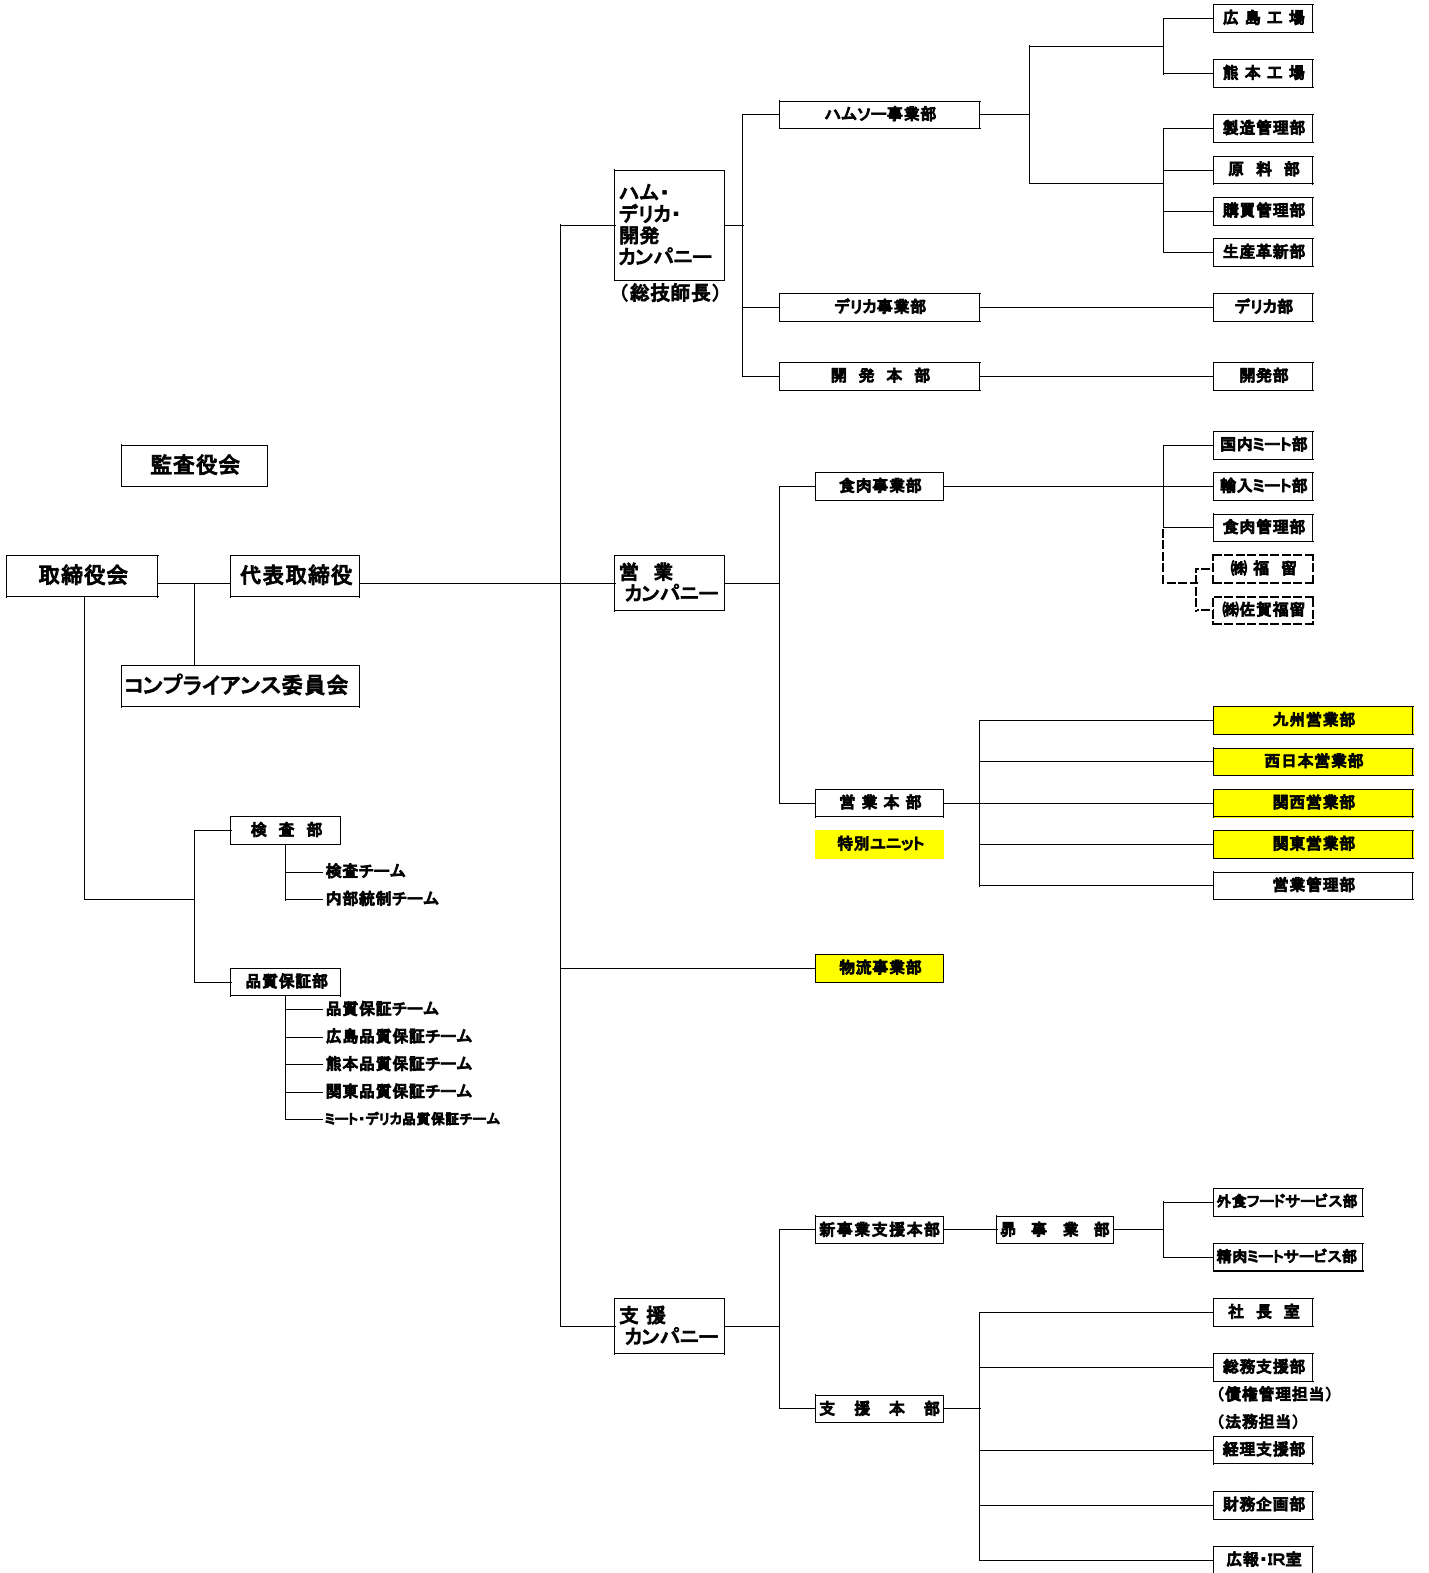 広島工場
熊本工場
ハムソー事業部
製造管理部
原料部
購買管理部
生産革新部
ハム・
デリカ・
開発
カンパニー
（総技師長）
デリカ事業部
デリカ部
開発本部
開発部
監査役会
国内ミート部
食肉事業部
輸入ミート部
食肉管理部
取締役会
代表取締役
営業
カンパニー
㈱福留
㈱佐賀福留
コンプライアンス委員会
九州営業部
西日本営業部
営業本部
関西営業部
特別ユニット
関東営業部
営業管理部
検査部
検査チーム
内部統制チーム
物流事業部
品質保証部
品質保証チーム
広島品質保証チーム
熊本品質保証チーム
関東品質保証チーム
ミート・デリカ品質保証チーム
外食フードサービス部
新事業支援本部
昴事業部
精肉ミートサービス部
支援
カンパニー
社長室
総務支援部
（債権管理担当）
支援本部
（法務担当）
経理支援部
財務企画部
広報・IR室